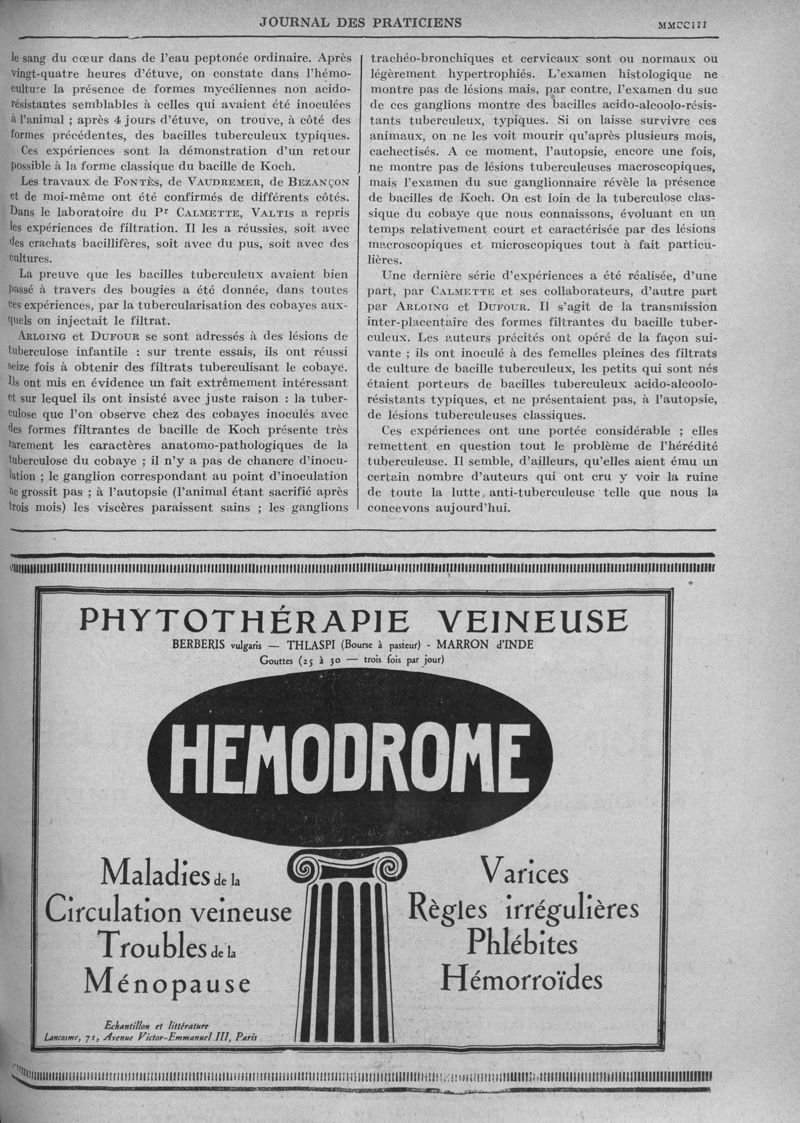 JOURNAL DES PRATICIENS
MMCCIII
le sang du cœur dans de l'eau peptonée ordinaire. Après
vingt-quatre heures d'étuve, on constate dans l'hémo-
culture la présence de formes mycéliennes non acido-
résistantes semblables à celles qui avaient été inoculées
à l'animal ; après 4 jours d'étuve, on trouve, à côté des
formes précédentes, des bacilles tuberculeux typiques.
Ces expériences sont la démonstration d'un retour
possible à la forme classique du bacille de Koch.
Les travaux de FONTÈS, de VAUDREMER, de BEZANÇON
et de moi-même ont été confirmés de différents côtés.
Dans le laboratoire du Pr CALMETTE, VALTIS a repris
les expériences de filtration. Il les a réussies, soit avec
des crachats bacillifères, soit avec du pus, soit avec des
cultures.
La preuve que les bacilles tuberculeux avaient bien
passé à travers des bougies a été donnée, dans toutes
ces expériences, par la tubercularisation des cobayes aux-
quels on injectait le filtrat.
ARLOING et DUFOUR se sont adressés à des lésions de
tuberculose infantile : sur trente essais, ils ont réussi
seize fois à obtenir des filtrats tuberculisant le cobaye.
Ils ont mis en évidence un fait extrêmement intéressant
et sur lequel ils ont insisté avec juste raison : la tuber-
culose que l'on observe chez des cobayes inoculés avec
des formes filtrantes de bacille de Koch présente très
rarement les caractères anatomo-pathologiques de la
tuberculose du cobaye ; il n'y a pas de chancre d'inocu-
lation ; le ganglion correspondant au point d'inoculation
ne grossit pas ; à l'autopsie (l'animal étant sacrifié après
trois mois) les viscères paraissent sains ; les ganglions
trachéo-bronchiques et cervicaux sont ou normaux ou
légèrement hypertrophiés. L'examen histologique ne
montre pas de lésions mais, par contre, l'examen du suc
de ces ganglions montre des bacilles acido-alcoolo-résis-
tants tuberculeux, typiques. Si on laisse survivre ces
animaux, on ne les voit mourir qu'après plusieurs mois,
cachectisés. A ce moment, l'autopsie, encore une fois,
ne montre pas de lésions tuberculeuses macroscopiques,
mais l'examen du suc ganglionnaire révèle la présence
de bacilles de Koch. On est loin de la tuberculose clas-
sique du cobaye que nous connaissons, évoluant en un
temps relativement court et caractérisée par des lésions
macroscopiques et microscopiques tout à fait particu-
lières.
Une dernière série d'expériences a été réalisée, d'une
part, par CALMETTE et ses collaborateurs, d'autre part
par ARLOING et DUFOUR. Il s'agit de la transmission
inter-placentaire des formes filtrantes du bacille tuber-
culeux. Les auteurs précités ont opéré de la façon sui-
vante ; ils ont inoculé à des femelles pleines des filtrats
de culture de bacille tuberculeux, les petits qui sont nés
étaient porteurs de bacilles tuberculeux acido-alcoolo-
résistants typiques, et ne présentaient pas, à l'autopsie,
de lésions tuberculeuses classiques.
Ces expériences ont une portée considérable ; elles
remettent en question tout le problème de l'hérédité
tuberculeuse. Il semble, d'ailleurs, qu'elles aient ému un
certain nombre d'auteurs qui ont cru y voir la ruine
de toute la lutte anti-tuberculeuse telle que nous la
concevons aujourd'hui.
PHYTOTHÉRAPIE VEINEUSE
BERBERIS vulgaris — THLASPI (Bourse à pasteur) - MARRON d'INDE
Gouttes (25 à 30 — trois fois par jour)
HEMODROME
Maladies de la
Circulation veineuse
Troubles de la
Ménopause
Varices
Règles irrégulières
Phlébites
Hémorroïdes
Echantillon et littérature
Lancosme, 71, Avenue Victor-Emmanuel III, Paris